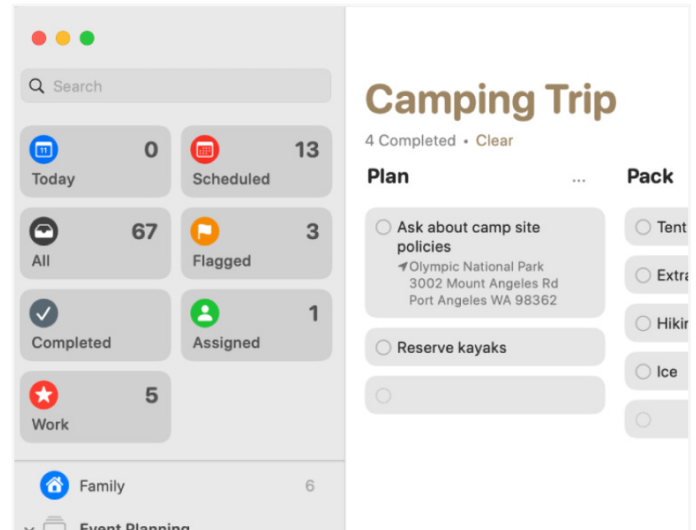 Search
11
0
Today
13
Scheduled
67
All
3
Flagged
Completed
1
Assigned
5
Work
Family
6
Event Planning
Camping Trip
4 Completed • Clear
Plan
...
Ask about camp site
policies
Olympic National Park
3002 Mount Angeles Rd
Port Angeles WA 98362
Reserve kayaks
Pack
Tent
Extra
Ice